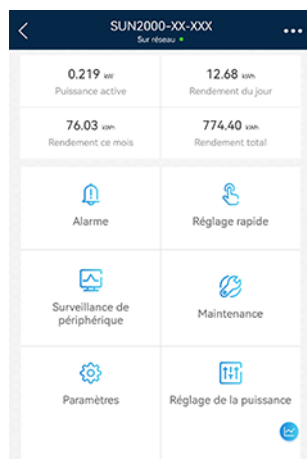 SUN2000-XX-XXX
Sur réseau
0.219 kW
12.68 kWh
Puissance active
Rendement du jour
76.03 kWh
774.40 kWh
Rendement ce mois
Rendement total
Alarme
Réglage rapide
Surveillance de
périphérique
Maintenance
Paramètres
Réglage de la puissance